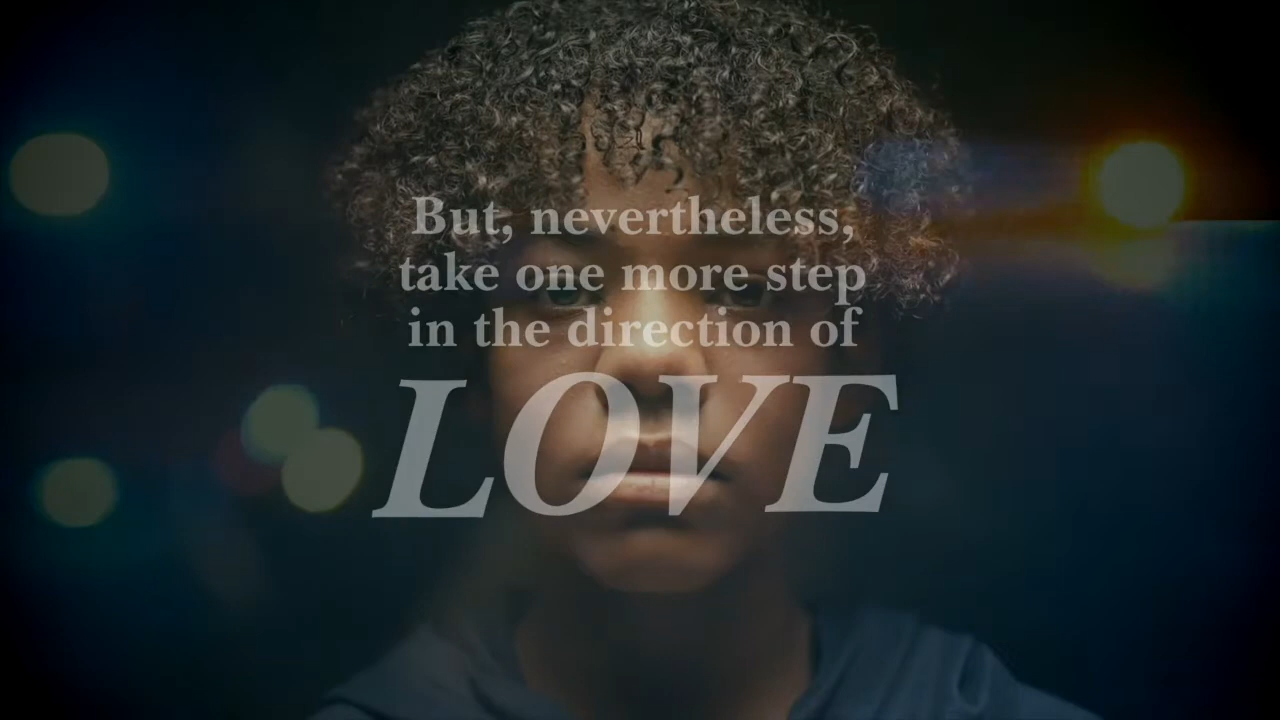 But, nevertheless,
take one more step
in the direction of
LOVE